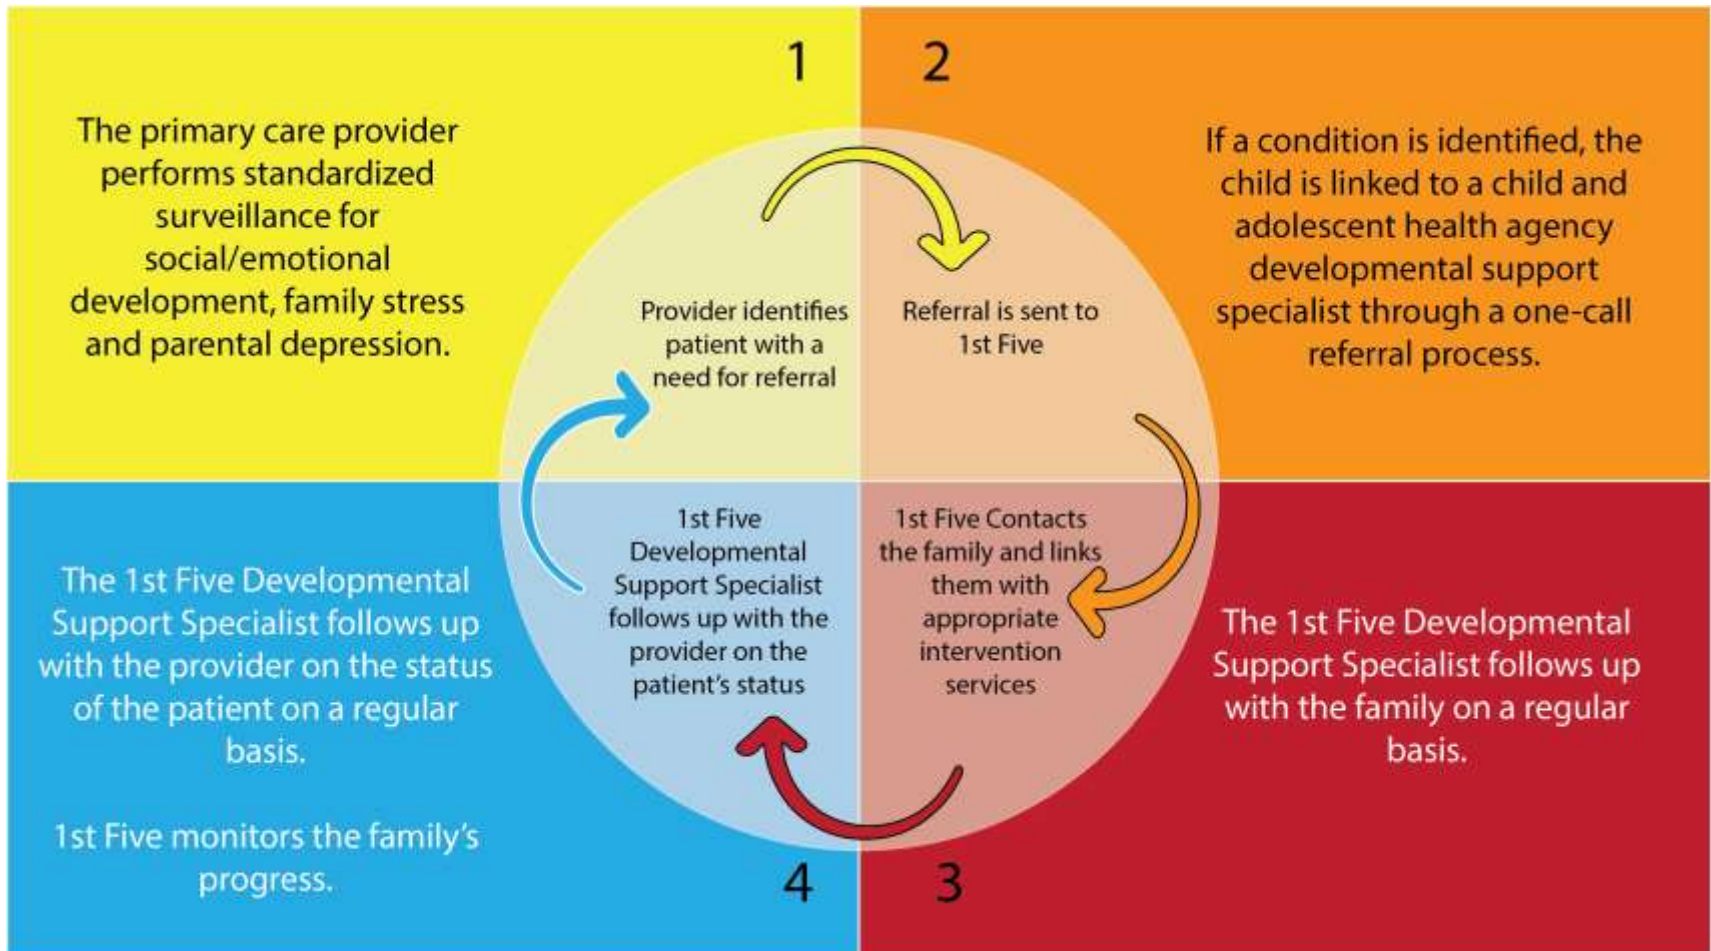 1
The primary care provider
performs standardized
surveillance for
social/emotional
development, family stress
and parental depression.
Provider identifies
patient with a
need for referral
2
If a condition is identified, the
child is linked to a child and
adolescent health agency
developmental support
specialist through a one-call
referral process.
Referral is sent to
1st Five
1st Five Contacts
the family and links
them with
appropriate
intervention
services
The 1st Five Developmental
Support Specialist follows up
with the family on a regular
basis.
3
1st Five
Developmental
Support Specialist
follows up with the
provider on the
patient's status
The 1st Five Developmental
Support Specialist follows up
with the provider on the status
of the patient on a regular
basis.
1st Five monitors the family's
progress.
4